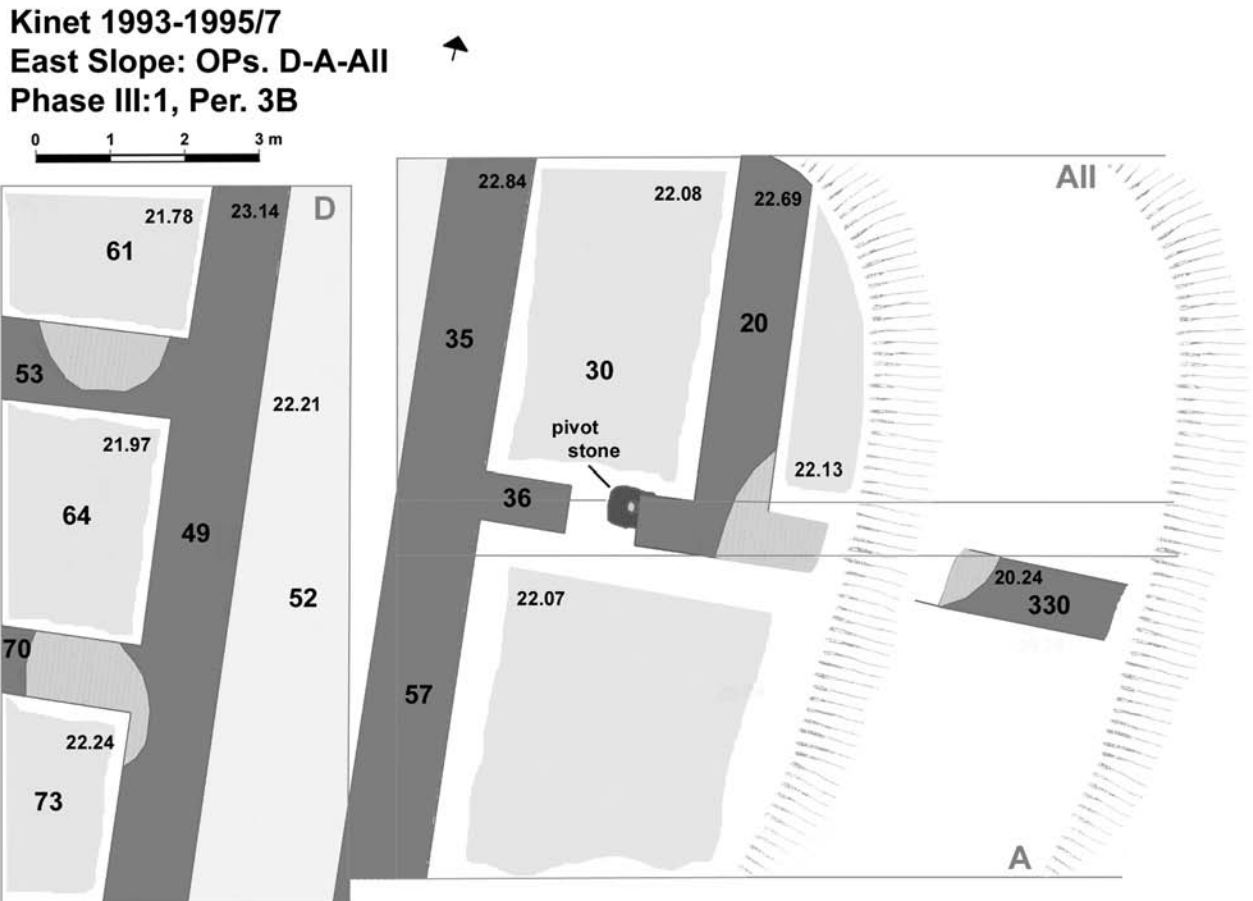 Kinet 1993-1995/7
East Slope: OPs. D-A-AII
Phase III:1, Per. 3B
0 1 2 3 m
D
AII
21.78
23.14
61
22.84
22.08
22.69
35
20
53
30
22.21
21.97
pivot
stone
22.13
36
64
49
52
22.07
20.24
330
70
57
22.24
73
A